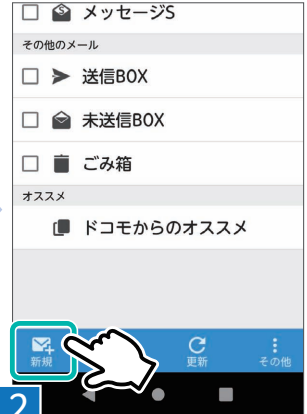 メッセージS
その他のメール
送信BOX
未送信BOX
ごみ箱
オススメ
ドコモからのオススメ
新規
更新
その他
2